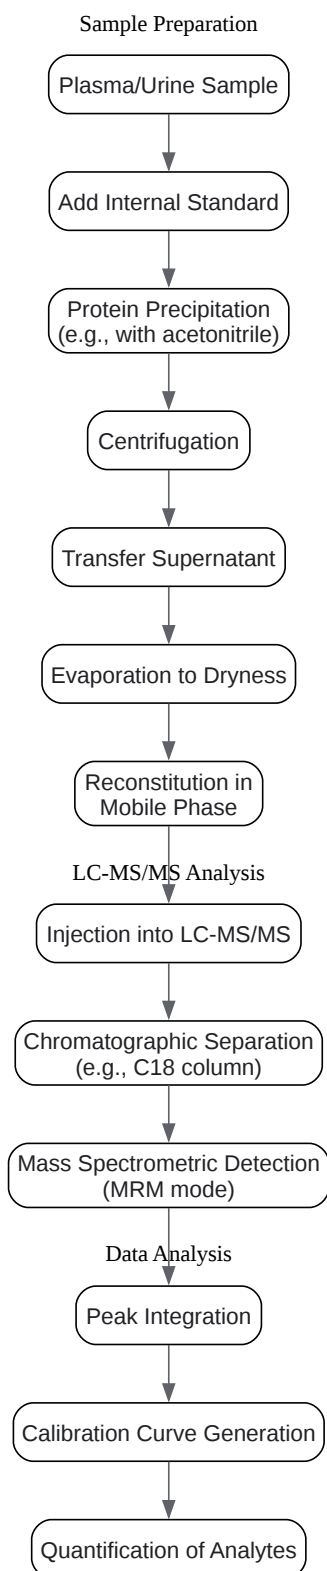 Sample Preparation
Plasma/Urine Sample
Add Internal Standard
Protein Precipitation
(e.g., with acetonitrile)
Centrifugation
Transfer Supernatant
Evaporation to Dryness
Reconstitution in
Mobile Phase
LC-MS/MS Analysis
Injection into LC-MS/MS
Chromatographic Separation
(e.g., C18 column)
Mass Spectrometric Detection
(MRM mode)
Data Analysis
Peak Integration
Calibration Curve Generation
Quantification of Analytes